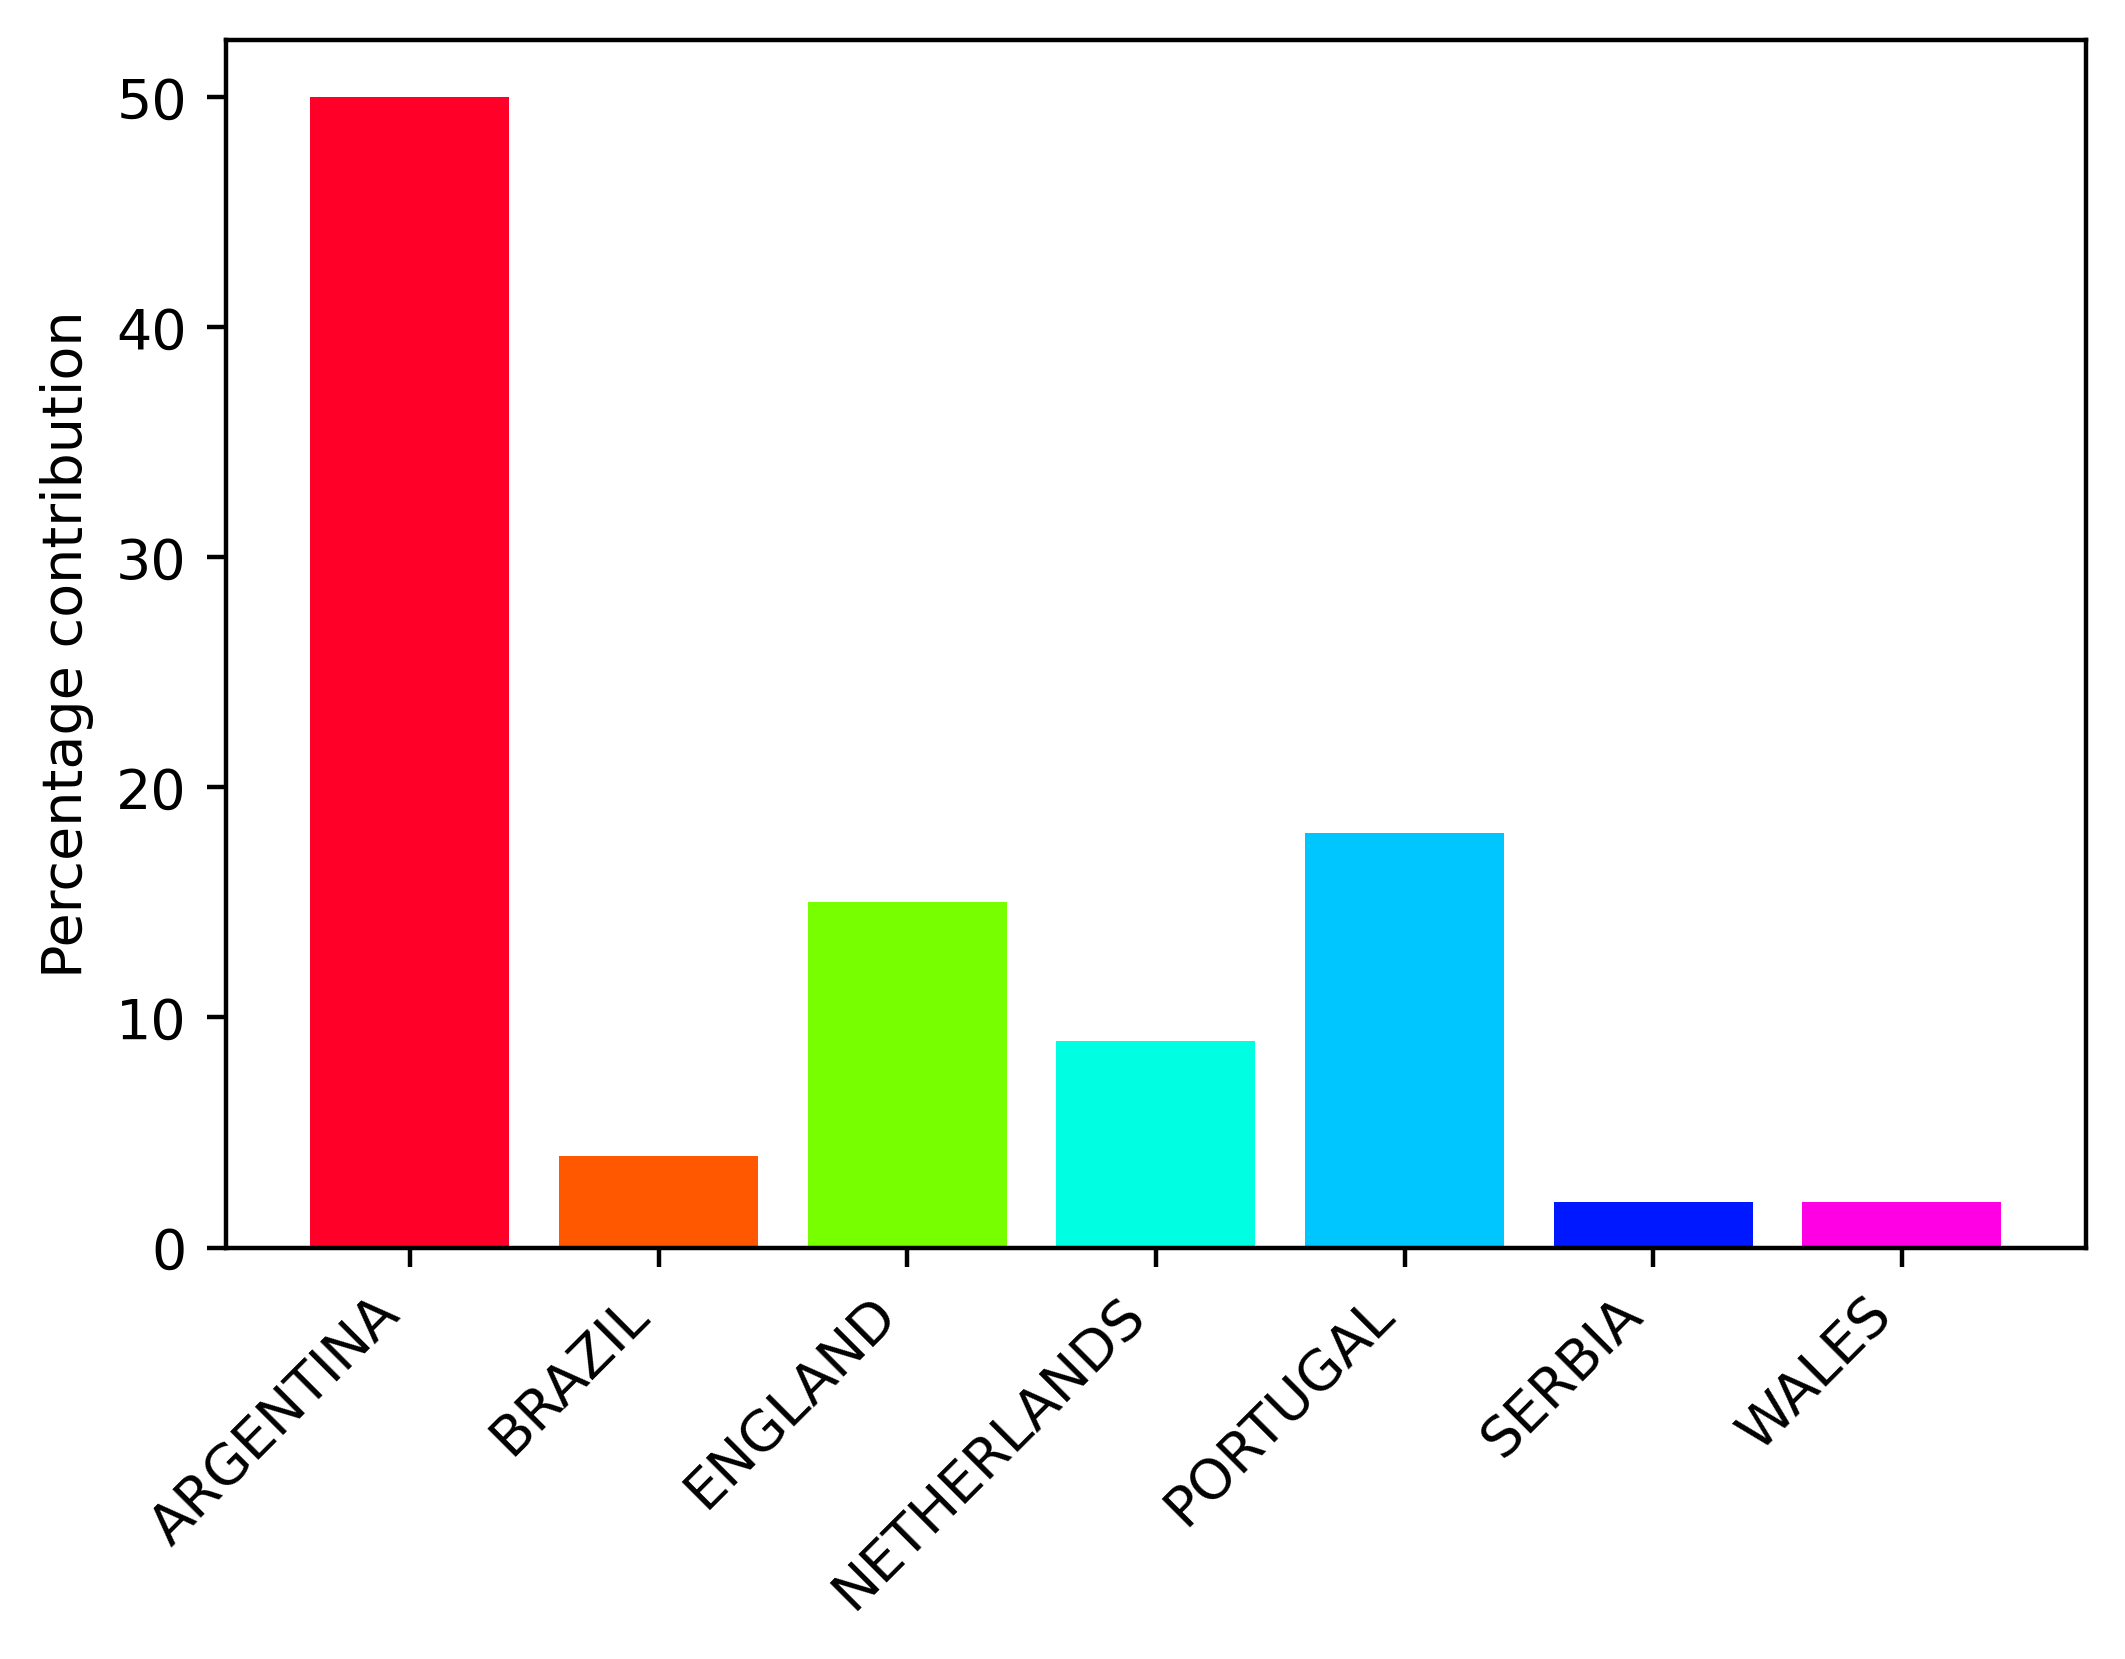 Percentage contribution
50
40
30
20
10
0
ARGENTINA
BRAZIL
ENGLAND
NETHERLANDS
PORTUGAL
SERBIA
WALES